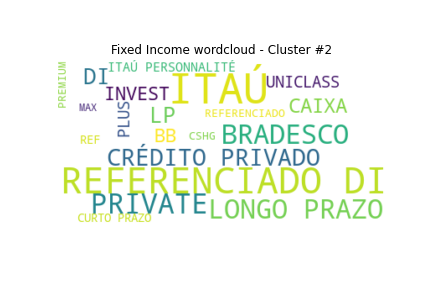 Fixed Income wordcloud - Cluster #2
ITAÚ PERSONNALITÉ
PREMIUM
DI
ITAÚ
UNICLASS
INVEST
MAX
PLUS
LP
REFERENCIADO
CAIXA
REF
BB
CSHG
BRADESCO
CRÉDITO PRIVADO
REFERENCIADO DI
PRIVATE
LONGO PRAZO
CURTO PRAZO